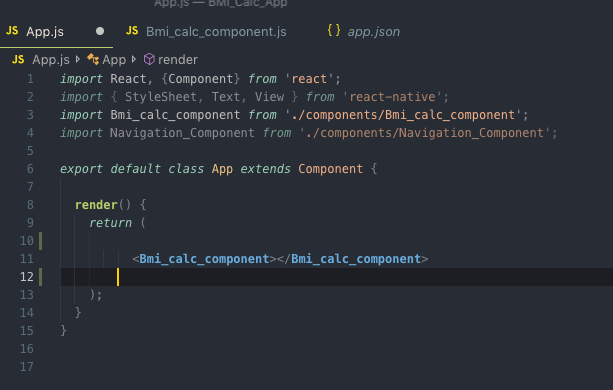 App.js — BMI_Calc_App
JS App.js ● JS Bmi_calc_component.js {} app.json
JS App.js > App > render
1 import React, {Component} from 'react';
2 import { StyleSheet, Text, View } from 'react-native';
3 import Bmi_calc_component from './components/Bmi_calc_component';
4 import Navigation_Component from './components/Navigation_Component';
5
6 export default class App extends Component {
7
8 render() {
9 return (
10
11 <Bmi_calc_component></Bmi_calc_component>
12
13 );
14 }
15 }
16
17